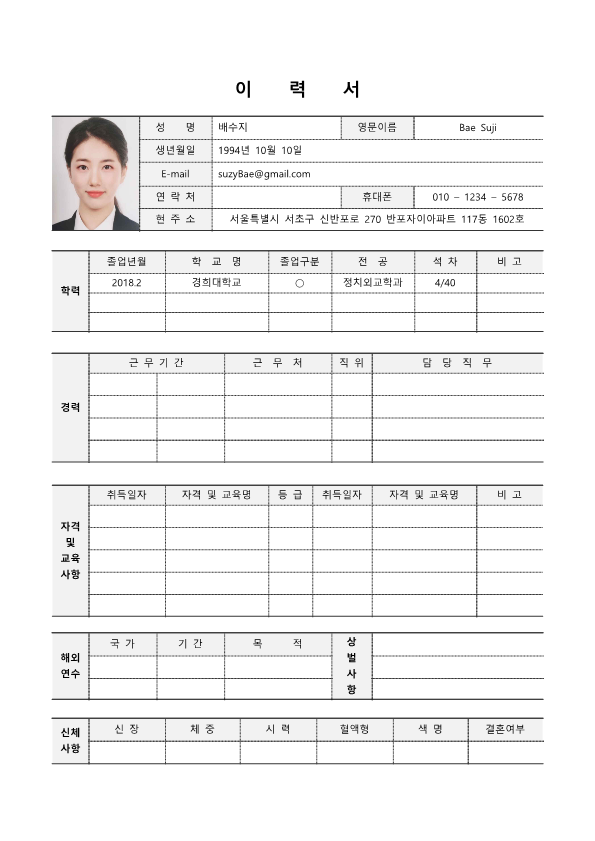 이 력 서
성 명 배수지 영문이름 Bae Suji
생년월일 1994년 10월 10일
E-mail suzyBae@gmail.com
연 락 처 휴대폰 010 – 1234 – 5678
현 주 소 서울특별시 서초구 신반포로 270 반포자이아파트 117동 1602호
학력
졸업년월 학 교 명 졸업구분 전 공 석 차 비 고
2018.2 경희대학교 ○ 정치외교학과 4/40
경력
근 무 기 간 근 무 처 직 위 담 당 직 무
자격
및
교육
사항
취득일자 자격 및 교육명 등 급 취득일자 자격 및 교육명 비 고
해외
연수
국 가 기 간 목 적
상
벌
사
항
신체
사항
신 장 체 중 시 력 혈액형 색 명 결혼여부